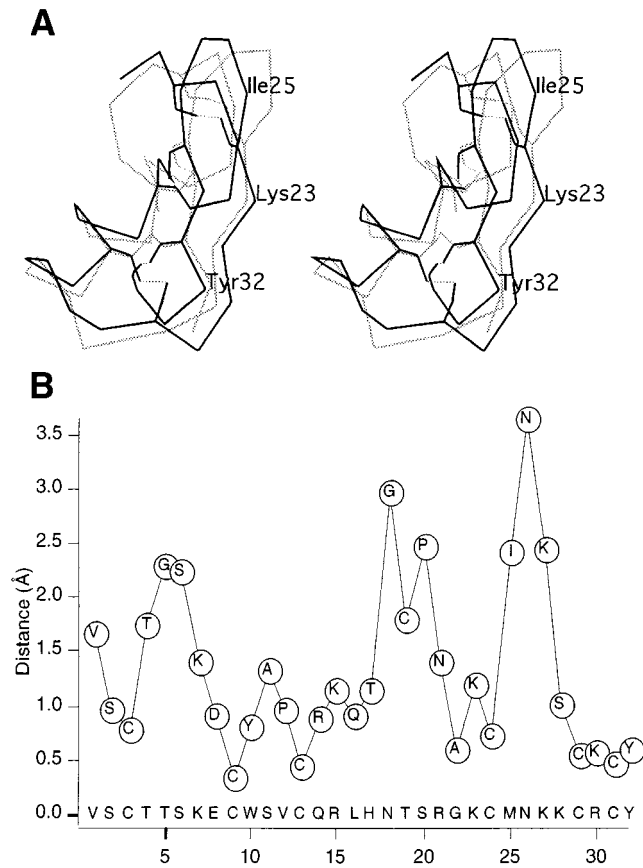 A
Ile25 Ile25
Lys23 Lys23
Tyr32 Tyr32
B
Distance (Å)
3.5
3.0
2.5
2.0
1.5
1.0
0.5
0.0
V S C T G S K D C Y A P C R K Q T G C P N A K C I N K S C K C Y
V S C T T S K E C W S V C Q R L H N T S R G K C M N K K C R C Y
5 10 15 20 25 30